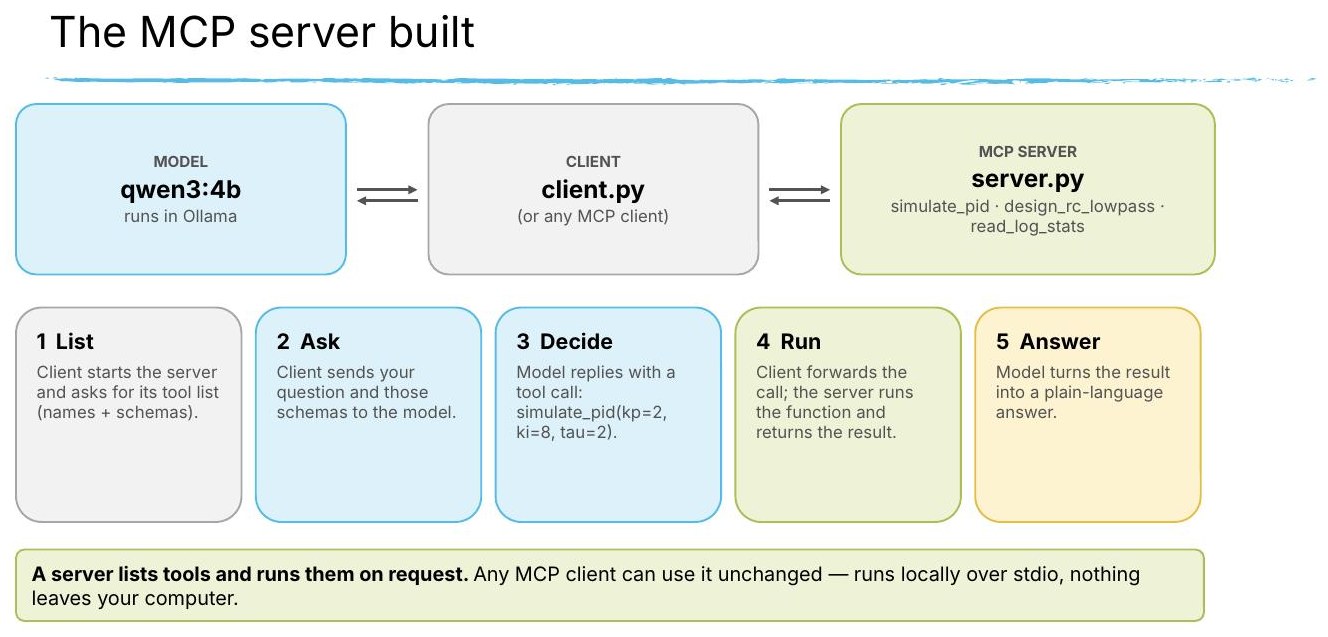 The MCP server built
MODEL
qwen3:4b
runs in Ollama
CLIENT
client.py
(or any MCP client)
MCP SERVER
server.py
simulate_pid · design_rc_lowpass ·
read_log_stats
1 List
Client starts the server
and asks for its tool list
(names + schemas).
2 Ask
Client sends your
question and those
schemas to the model.
3 Decide
Model replies with a
tool call:
simulate_pid(kp=2,
ki=8, tau=2).
4 Run
Client forwards the
call; the server runs
the function and
returns the result.
5 Answer
Model turns the result
into a plain-language
answer.
A server lists tools and runs them on request. Any MCP client can use it unchanged — runs locally over stdio, nothing
leaves your computer.